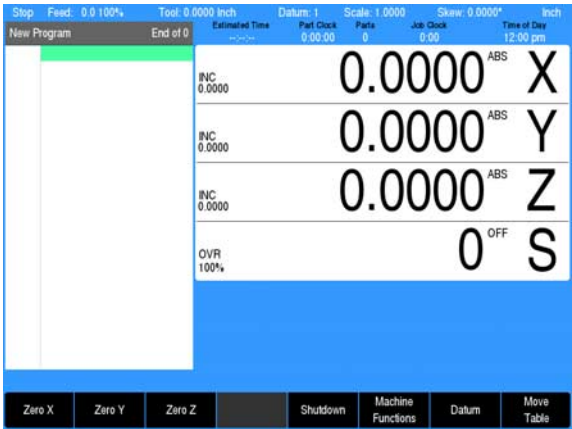 Stop Feed: 0.0 100% Tool: 0.0000 Inch Datum: 1 Scale: 1.0000 Skew: 0.0000° Inch
Estimated Time Part Clock Parts Job Clock Time of Day
--:--:-- 0:00:00 0 0:00 12:00 pm
New Program End of 0
INC 0.0000 ABS X
0.0000
INC 0.0000 ABS Y
0.0000
INC 0.0000 ABS Z
0.0000
OVR 0 OFF S
100%
Zero X Zero Y Zero Z Shutdown Machine Functions Datum Move Table